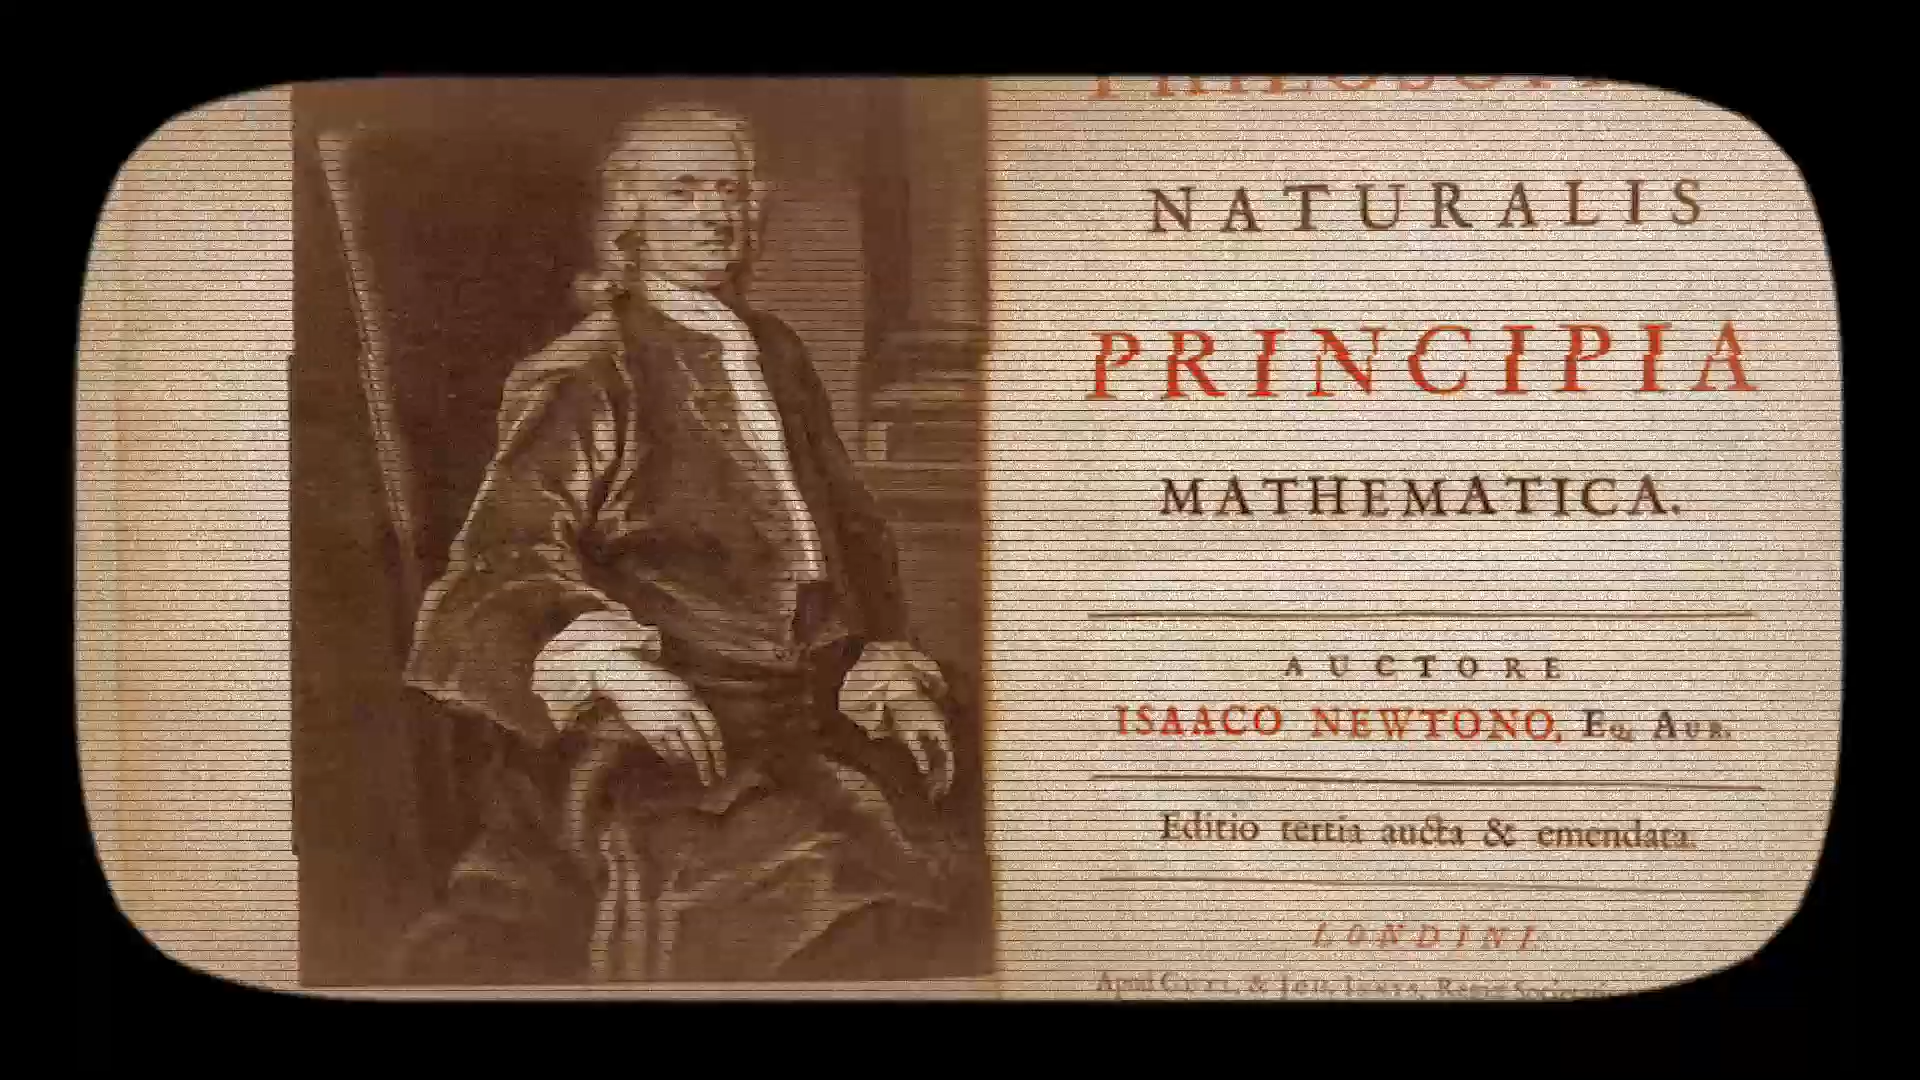 NATURALIS
PRINCIPIA
MATHEMATICA.
AUCTORE
ISAACO NEWTONO, Eq. Aur.
Editio tertia aucta & emendata.
LONDINI